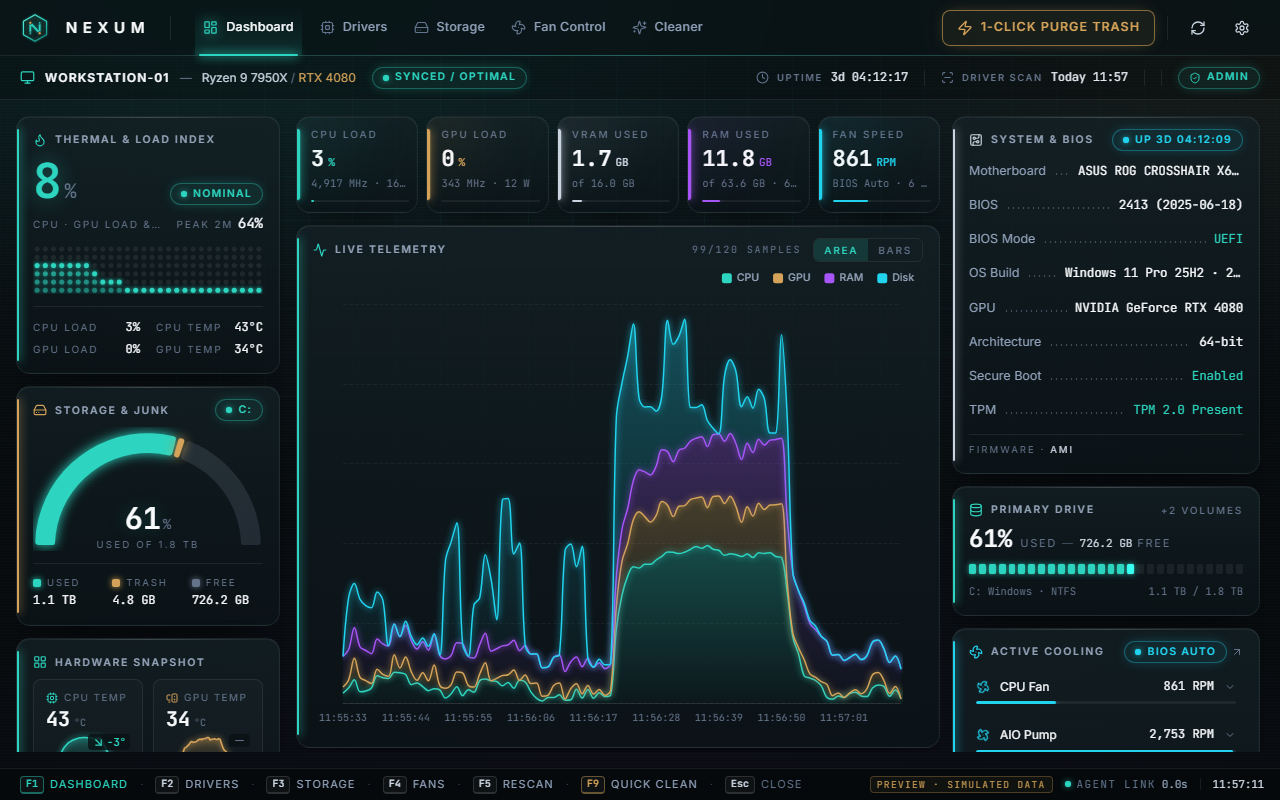 NEXUM
Dashboard
Drivers
Storage
Fan Control
Cleaner
1-CLICK PURGE TRASH
WORKSTATION-01 — Ryzen 9 7950X / RTX 4080
SYNCED / OPTIMAL
UPTIME 3d 04:12:17
DRIVER SCAN Today 11:57
ADMIN
THERMAL & LOAD INDEX
8 %
NOMINAL
CPU · GPU LOAD &…
PEAK 2M 64%
CPU LOAD 3% CPU TEMP 43°C
GPU LOAD 0% GPU TEMP 34°C
STORAGE & JUNK
C:
61 %
USED OF 1.8 TB
USED TRASH FREE
1.1 TB 4.8 GB 726.2 GB
HARDWARE SNAPSHOT
CPU TEMP
43 °C
-3°
GPU TEMP
34 °C
—
CPU LOAD
3 %
4,917 MHz · 16…
GPU LOAD
0 %
343 MHz · 12 W
VRAM USED
1.7 GB
of 16.0 GB
RAM USED
11.8 GB
of 63.6 GB · 6…
FAN SPEED
861 RPM
BIOS Auto · 6 …
LIVE TELEMETRY
99/120 SAMPLES
AREA BARS
CPU GPU RAM Disk
11:55:33 11:55:44 11:55:55 11:56:06 11:56:17 11:56:28 11:56:39 11:56:50 11:57:01
SYSTEM & BIOS
UP 3D 04:12:09
Motherboard ... ASUS ROG CROSSHAIR X6…
BIOS 2413 (2025-06-18)
BIOS Mode UEFI
OS Build Windows 11 Pro 25H2 · 2…
GPU NVIDIA GeForce RTX 4080
Architecture 64-bit
Secure Boot Enabled
TPM TPM 2.0 Present
FIRMWARE · AMI
PRIMARY DRIVE
+2 VOLUMES
61% USED — 726.2 GB FREE
C: Windows · NTFS 1.1 TB / 1.8 TB
ACTIVE COOLING
BIOS AUTO
CPU Fan 861 RPM
AIO Pump 2,753 RPM
F1 DASHBOARD · F2 DRIVERS · F3 STORAGE · F4 FANS · F5 RESCAN · F9 QUICK CLEAN · Esc CLOSE
PREVIEW · SIMULATED DATA
AGENT LINK 0.0s
11:57:11